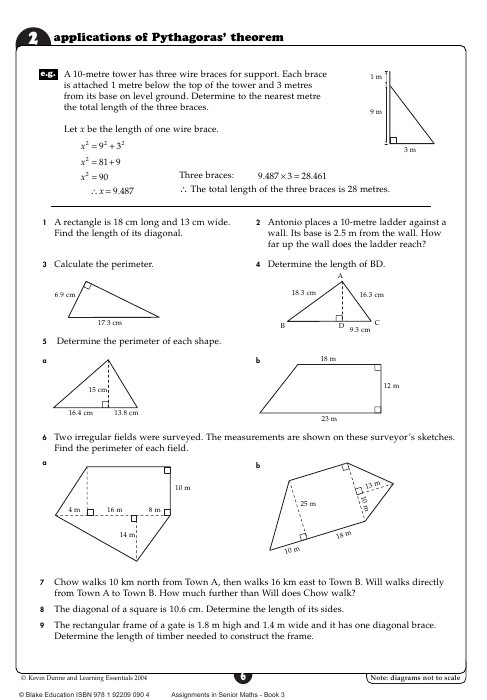 2 applications of Pythagoras' theorem
e.g. A 10-metre tower has three wire braces for support. Each brace
is attached 1 metre below the top of the tower and 3 metres
from its base on level ground. Determine to the nearest metre
the total length of the three braces.
1 m
9 m
3 m
Let x be the length of one wire brace.
x² = 9² + 3²
x² = 81 + 9
x² = 90 Three braces: 9.487 × 3 = 28.461
∴ x = 9.487 ∴ The total length of the three braces is 28 metres.
1 A rectangle is 18 cm long and 13 cm wide.
Find the length of its diagonal.
2 Antonio places a 10-metre ladder against a
wall. Its base is 2.5 m from the wall. How
far up the wall does the ladder reach?
3 Calculate the perimeter.
6.9 cm
17.3 cm
4 Determine the length of BD.
A
18.3 cm 16.3 cm
B D C
9.3 cm
5 Determine the perimeter of each shape.
a
15 cm
16.4 cm 13.8 cm
b
18 m
12 m
23 m
6 Two irregular fields were surveyed. The measurements are shown on these surveyor's sketches.
Find the perimeter of each field.
a
10 m
4 m 16 m 8 m
14 m
b
13 m
25 m 10 m
18 m
10 m
7 Chow walks 10 km north from Town A, then walks 16 km east to Town B. Will walks directly
from Town A to Town B. How much further than Will does Chow walk?
8 The diagonal of a square is 10.6 cm. Determine the length of its sides.
9 The rectangular frame of a gate is 1.8 m high and 1.4 m wide and it has one diagonal brace.
Determine the length of timber needed to construct the frame.
© Kevin Dunne and Learning Essentials 2004 6 Note: diagrams not to scale
© Blake Education ISBN 978 1 92209 090 4 Assignments in Senior Maths - Book 3